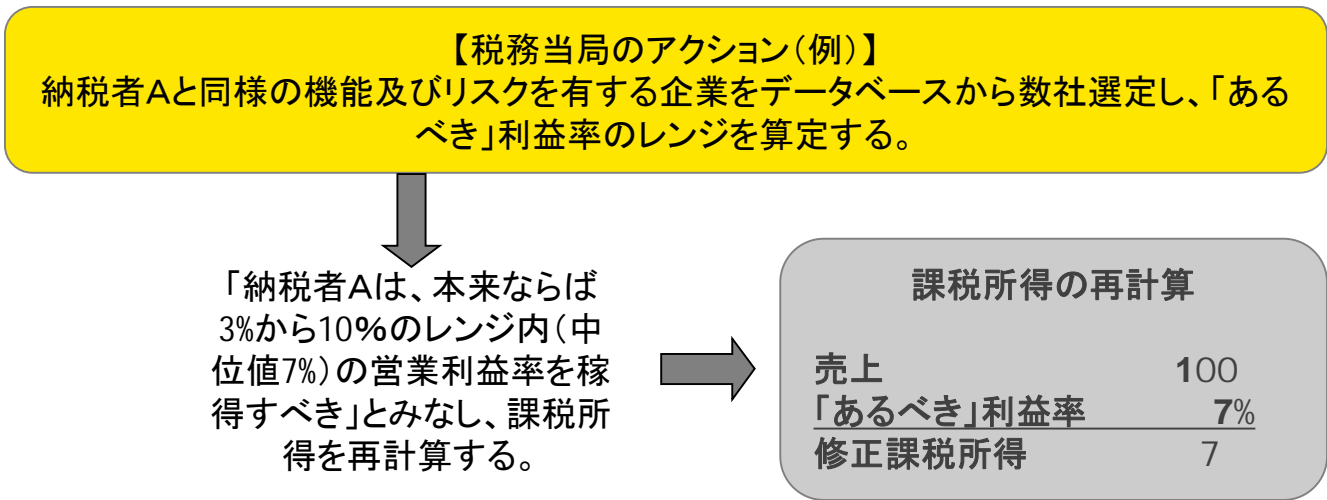 【税務当局のアクション（例）】
納税者Aと同様の機能及びリスクを有する企業をデータベースから数社選定し、「ある
べき」利益率のレンジを算定する。
「納税者Aは、本来ならば
3%から10%のレンジ内（中
位値7%）の営業利益率を稼
得すべき」とみなし、課税所
得を再計算する。
課税所得の再計算
売上 100
「あるべき」利益率 7%
修正課税所得 7